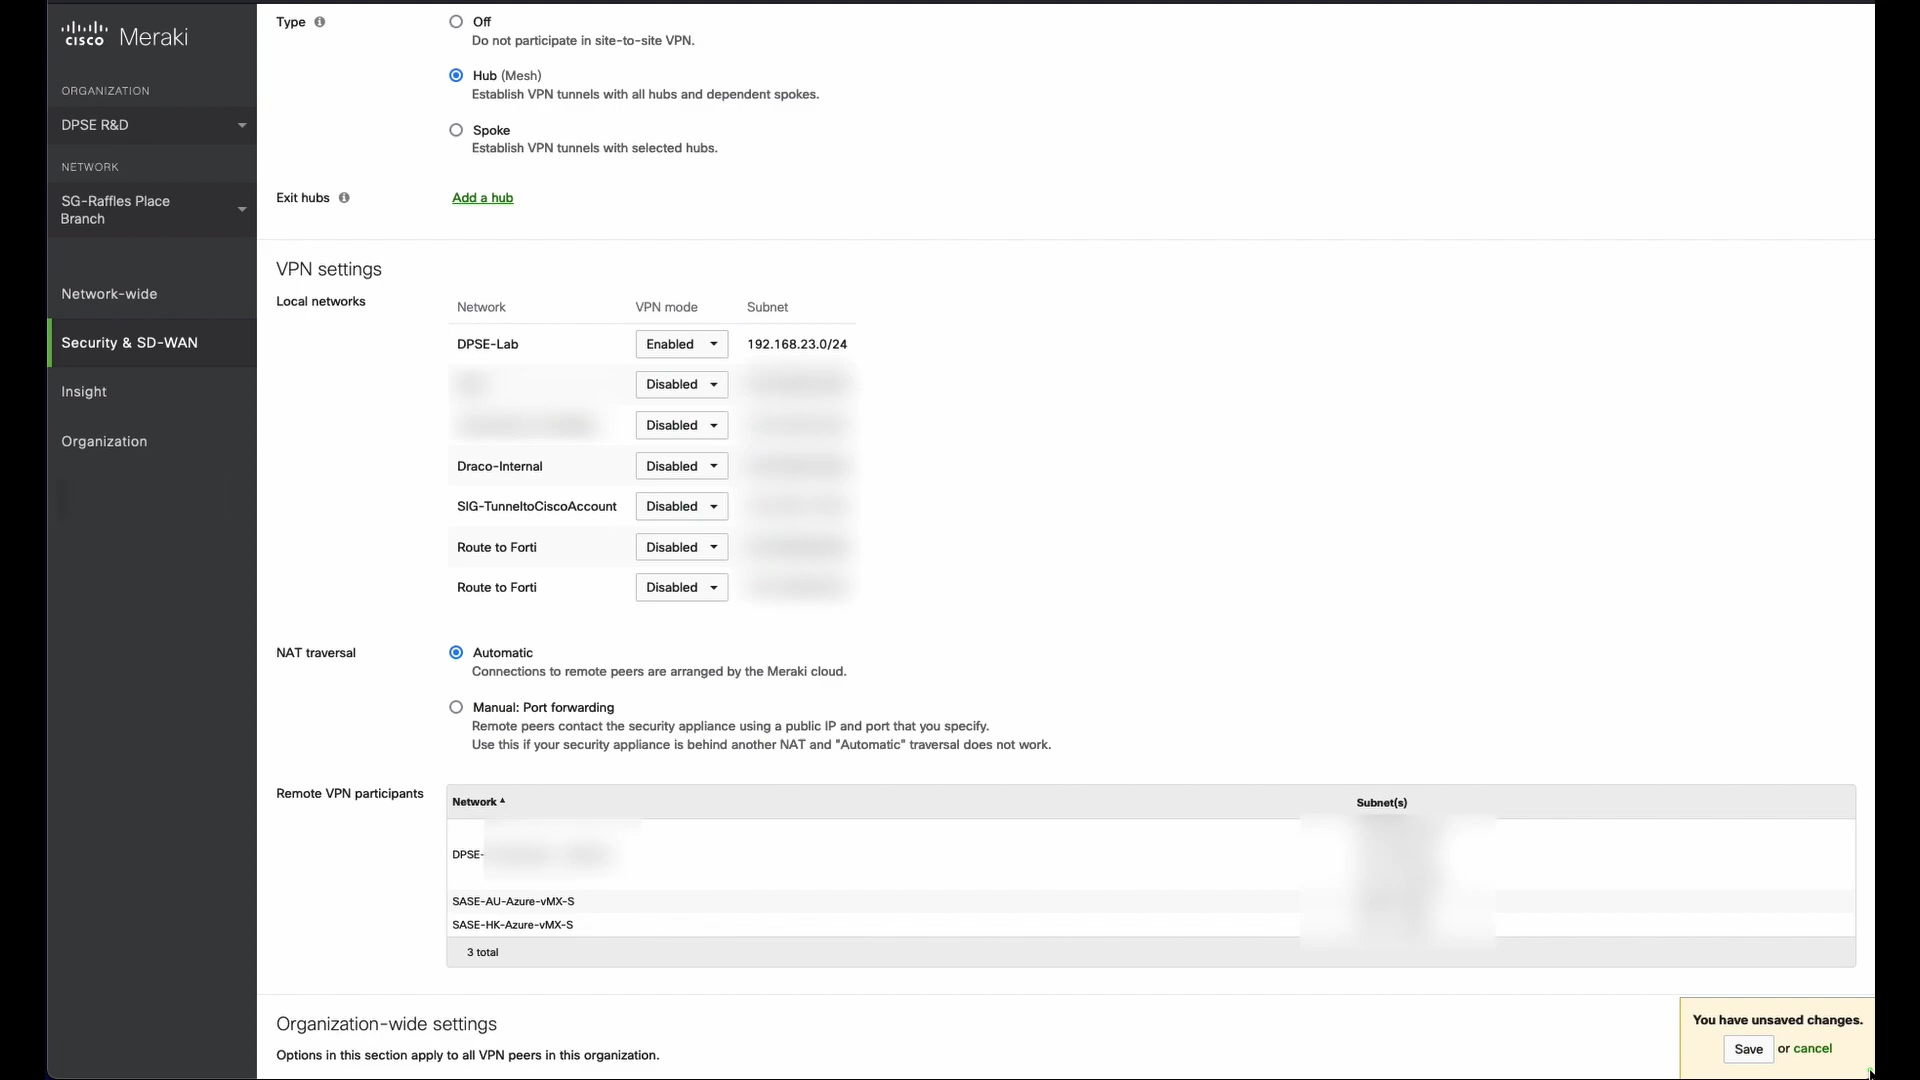 cisco Meraki
ORGANIZATION
DPSE R&D
NETWORK
SG-Raffles Place
Branch
Network-wide
Security & SD-WAN
Insight
Organization
Type
Off
Do not participate in site-to-site VPN.
Hub (Mesh)
Establish VPN tunnels with all hubs and dependent spokes.
Spoke
Establish VPN tunnels with selected hubs.
Exit hubs
Add a hub
VPN settings
Local networks
Network VPN mode Subnet
DPSE-Lab Enabled 192.168.23.0/24
Disabled
Disabled
Draco-Internal Disabled
SIG-TunneltoCiscoAccount Disabled
Route to Forti Disabled
Route to Forti Disabled
NAT traversal
Automatic
Connections to remote peers are arranged by the Meraki cloud.
Manual: Port forwarding
Remote peers contact the security appliance using a public IP and port that you specify.
Use this if your security appliance is behind another NAT and "Automatic" traversal does not work.
Remote VPN participants
Network Subnet(s)
DPSE-
SASE-AU-Azure-vMX-S
SASE-HK-Azure-vMX-S
3 total
Organization-wide settings
Options in this section apply to all VPN peers in this organization.
You have unsaved changes.
Save or cancel